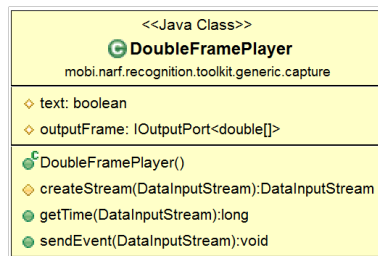 <<Java Class>>
C DoubleFramePlayer
mobi.narf.recognition.toolkit.generic.capture
text: boolean
outputFrame: IOutputPort<double[]>
C DoubleFramePlayer()
createStream(DataInputStream):DataInputStream
getTime(DataInputStream):long
sendEvent(DataInputStream):void